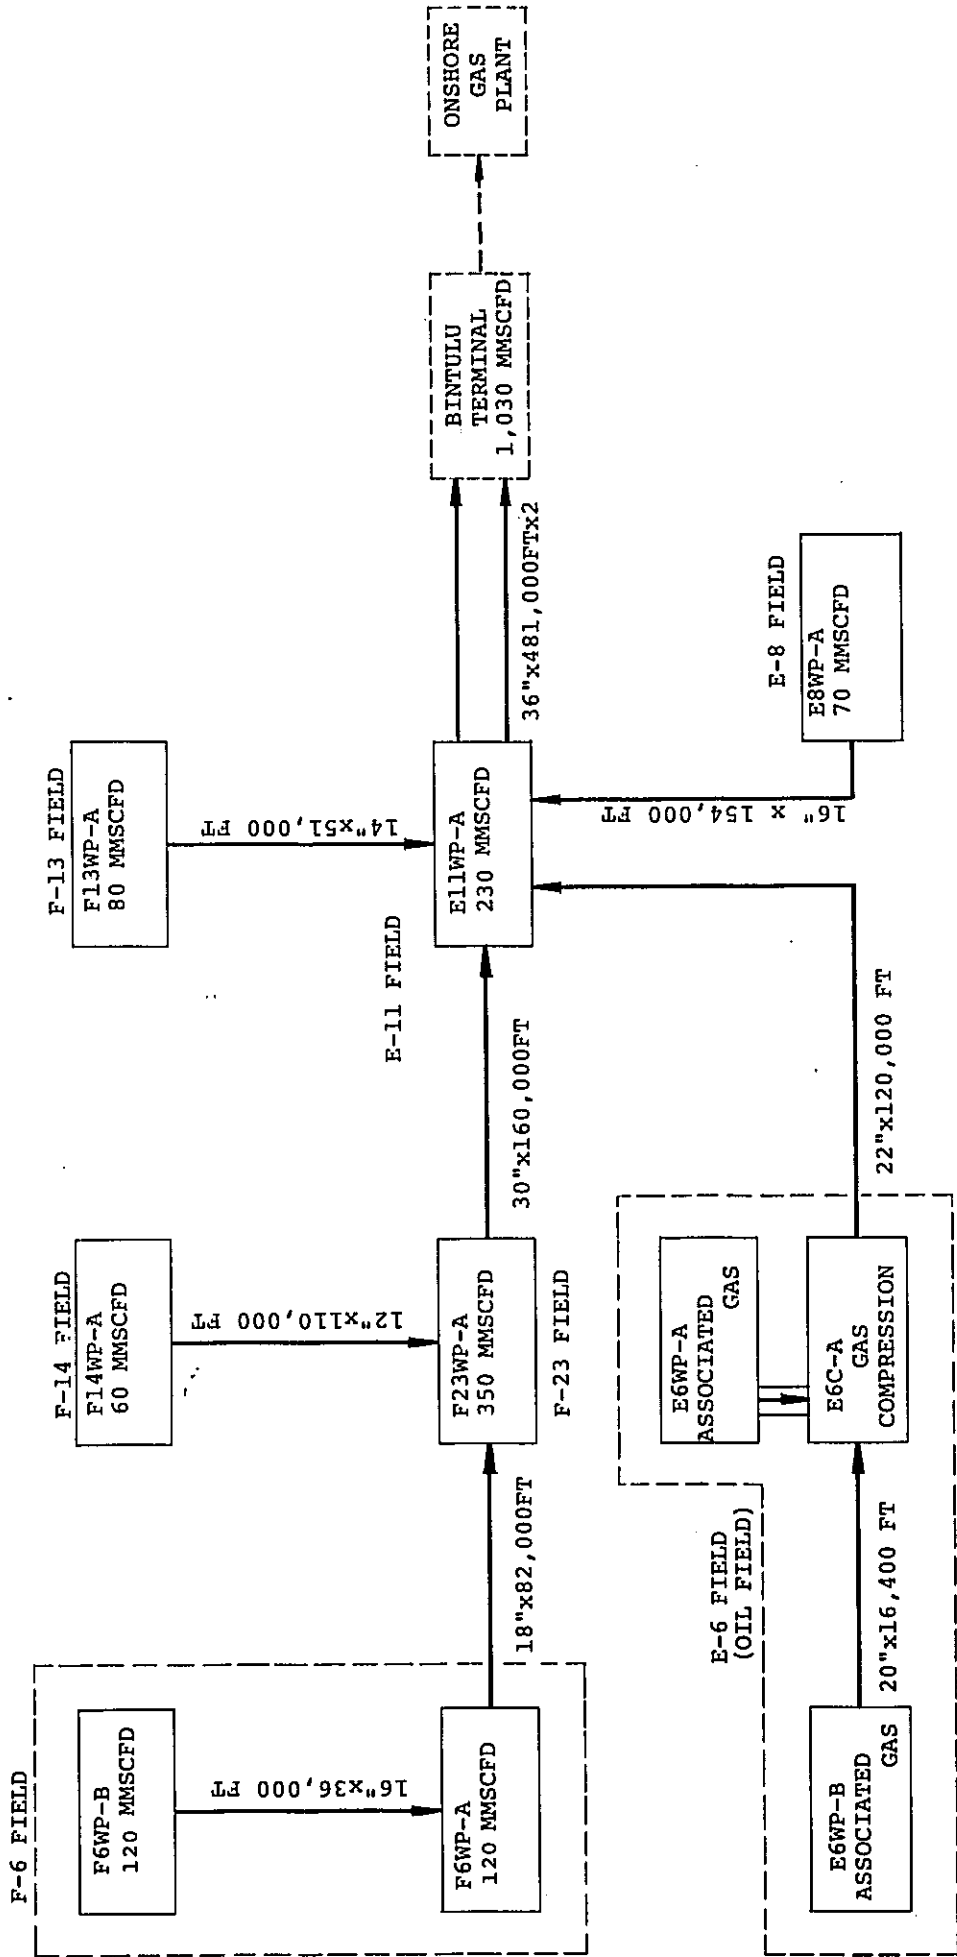 F-6 FIELD
F6WP-B
120 MMSCFD
16"x36,000 FT
F6WP-A
120 MMSCFD
18"x82,000FT
F-14 FIELD
F14WP-A
60 MMSCFD
12"x110,000 FT
F23WP-A
350 MMSCFD
F-23 FIELD
30"x160,000FT
F-13 FIELD
F13WP-A
80 MMSCFD
14"x51,000 FT
E-11 FIELD
E11WP-A
230 MMSCFD
36"x481,000FTx2
BINTULU
TERMINAL
1,030 MMSCFD
ONSHORE
GAS
PLANT
E-6 FIELD
(OIL FIELD)
E6WP-B
ASSOCIATED
GAS
20"x16,400 FT
E6WP-A
ASSOCIATED
GAS
E6C-A
GAS
COMPRESSION
22"x120,000 FT
16" x 154,000 FT
E-8 FIELD
E8WP-A
70 MMSCFD